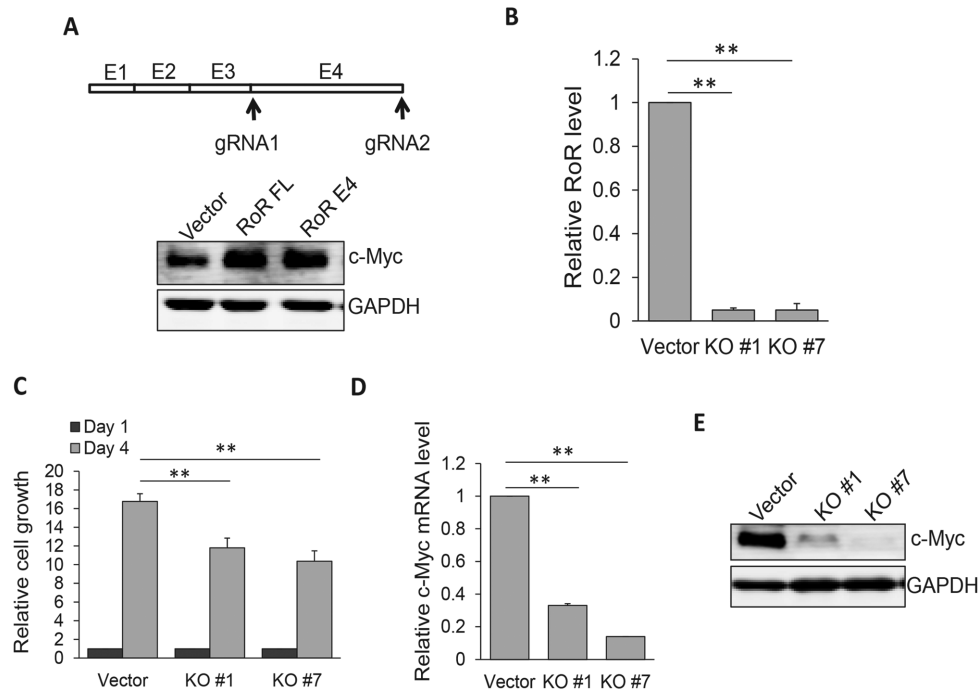 A
E1 E2 E3 E4
gRNA1 gRNA2
Vector RoR FL RoR E4
c-Myc
GAPDH
B
Relative RoR level
**
**
1.2
1
0.8
0.6
0.4
0.2
0
Vector KO #1 KO #7
C
Day 1
Day 4
Relative cell growth
**
**
20
18
16
14
12
10
8
6
4
2
0
Vector KO #1 KO #7
D
Relative c-Myc mRNA level
**
**
1.2
1
0.8
0.6
0.4
0.2
0
Vector KO #1 KO #7
E
Vector KO #1 KO #7
c-Myc
GAPDH